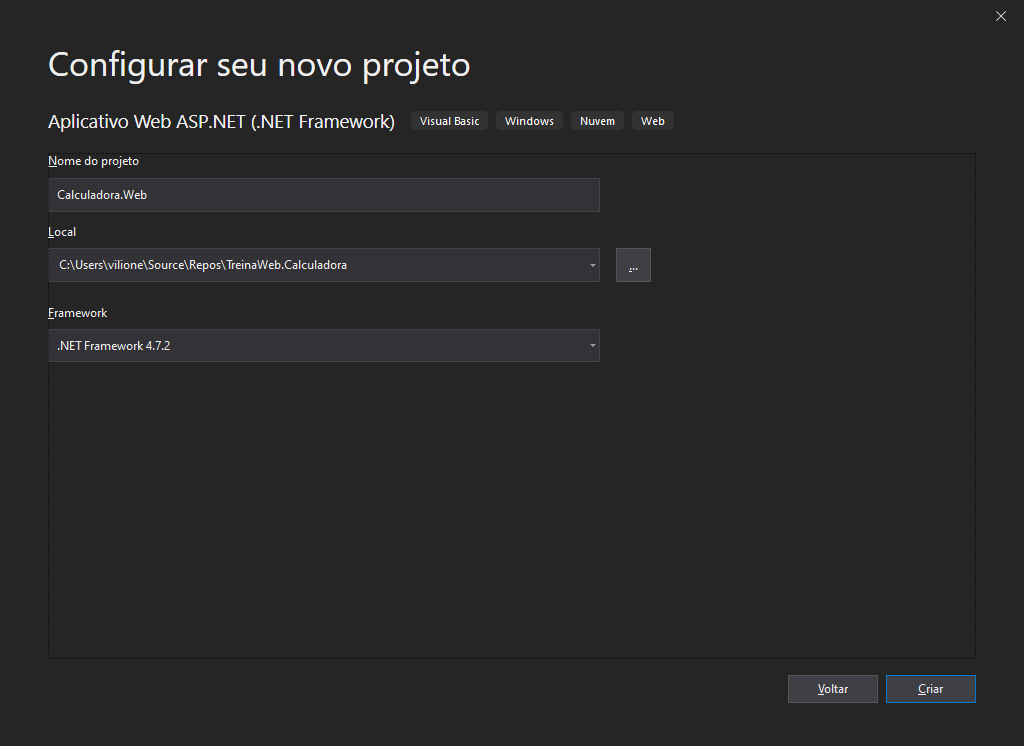 Configurar seu novo projeto
Aplicativo Web ASP.NET (.NET Framework) Visual Basic Windows Nuvem Web
Nome do projeto
Calculadora.Web
Local
C:\Users\vilione\Source\Repos\TreinaWeb.Calculadora ...
Framework
.NET Framework 4.7.2
Voltar Criar